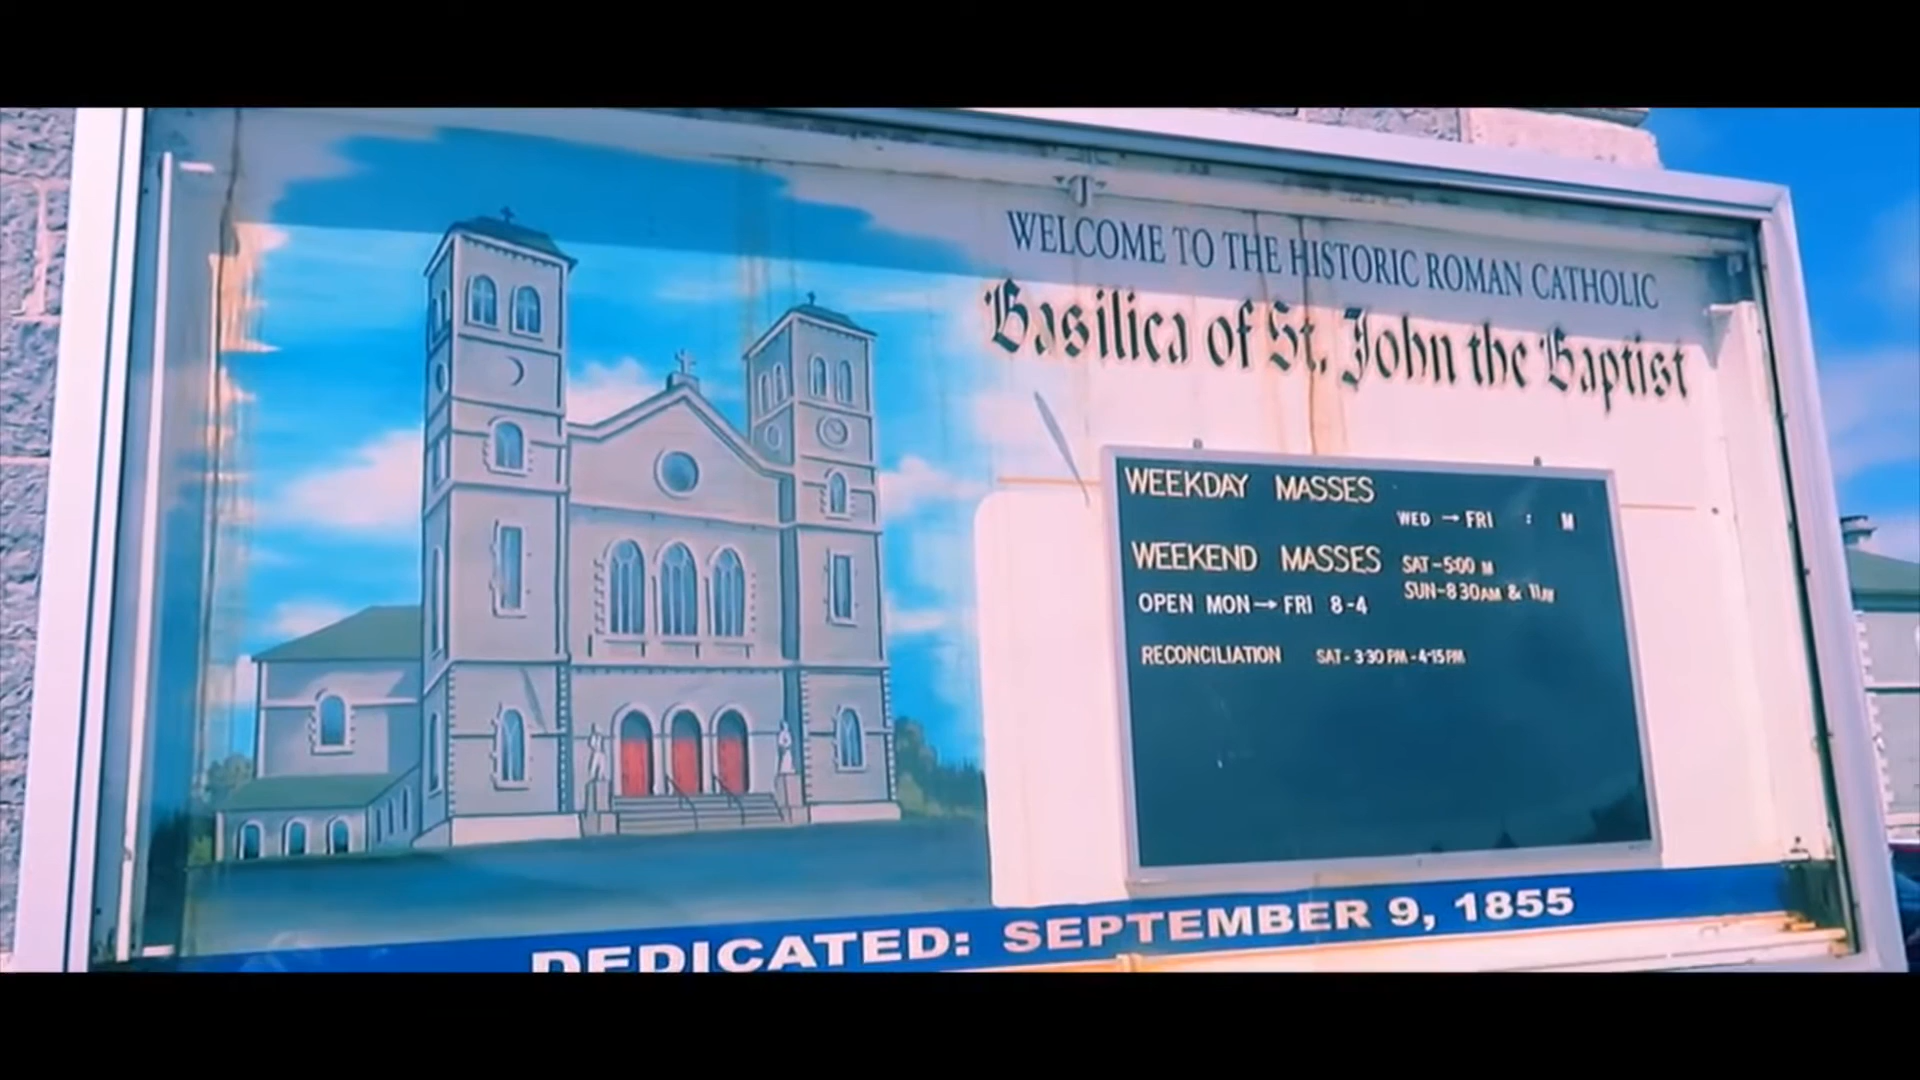 WELCOME TO THE HISTORIC ROMAN CATHOLIC
Basilica of St. John the Baptist
WEEKDAY MASSES
WED → FRI : M
WEEKEND MASSES SAT-5:00 M
SUN-8 30AM & 11AM
OPEN MON → FRI 8-4
RECONCILIATION SAT-3 30 PM-4-15PM
DEDICATED: SEPTEMBER 9, 1855